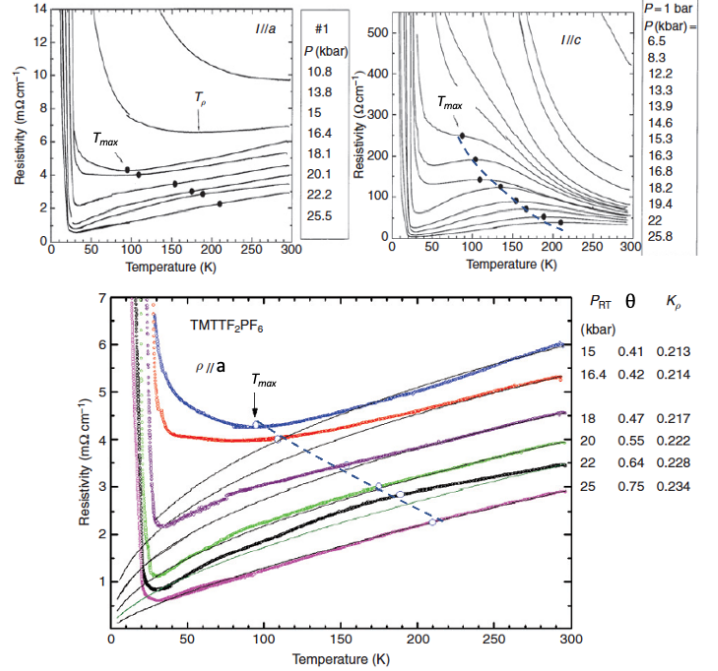 14
12
10
8
6
4
2
0
Resistivity (mΩ cm⁻¹)
I//a
Tρ
Tmax
0 50 100 150 200 250 300
Temperature (K)
#1
P (kbar)
10.8
13.8
15
16.4
18.1
20.1
22.2
25.5
500
400
300
200
100
0
Resistivity (Ωcm⁻¹)
I//c
Tmax
0 50 100 150 200 250 300
Temperature (K)
P = 1 bar
P (kbar) =
6.5
8.3
12.2
13.3
13.9
14.6
15.3
16.3
16.8
18.2
19.4
22
25.8
7
6
5
4
3
2
1
Resistivity (mΩ cm⁻¹)
TMTTF₂PF₆
ρ // a
Tmax
0 50 100 150 200 250 300
Temperature (K)
PRT θ Kρ
(kbar)
15 0.41 0.213
16.4 0.42 0.214
18 0.47 0.217
20 0.55 0.222
22 0.64 0.228
25 0.75 0.234